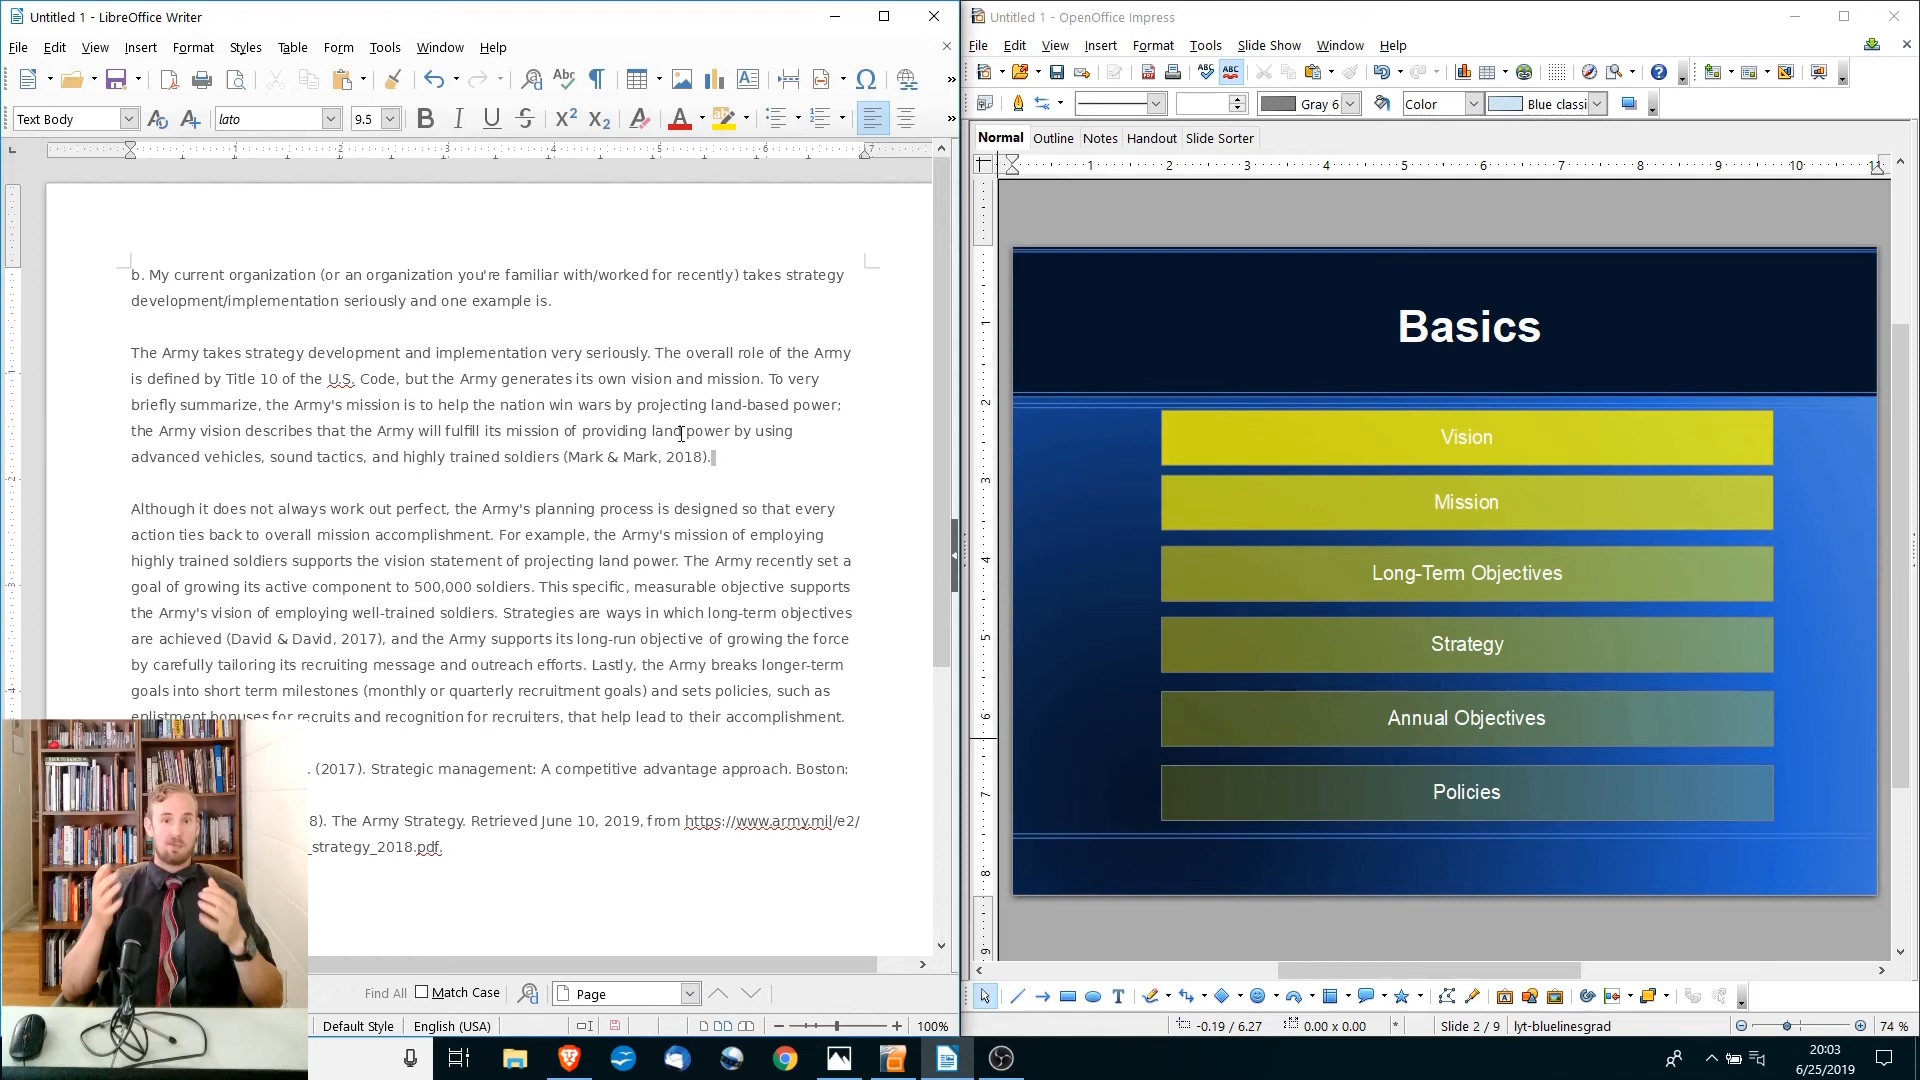 Untitled 1 - LibreOffice Writer
File Edit View Insert Format Styles Table Form Tools Window Help
Text Body lato 9.5
1 2 3 4 5 6 7
b. My current organization (or an organization you're familiar with/worked for recently) takes strategy
development/implementation seriously and one example is.
The Army takes strategy development and implementation very seriously. The overall role of the Army
is defined by Title 10 of the U.S. Code, but the Army generates its own vision and mission. To very
briefly summarize, the Army's mission is to help the nation win wars by projecting land-based power;
the Army vision describes that the Army will fulfill its mission of providing land power by using
advanced vehicles, sound tactics, and highly trained soldiers (Mark & Mark, 2018).
Although it does not always work out perfect, the Army's planning process is designed so that every
action ties back to overall mission accomplishment. For example, the Army's mission of employing
highly trained soldiers supports the vision statement of projecting land power. The Army recently set a
goal of growing its active component to 500,000 soldiers. This specific, measurable objective supports
the Army's vision of employing well-trained soldiers. Strategies are ways in which long-term objectives
are achieved (David & David, 2017), and the Army supports its long-run objective of growing the force
by carefully tailoring its recruiting message and outreach efforts. Lastly, the Army breaks longer-term
goals into short term milestones (monthly or quarterly recruitment goals) and sets policies, such as
enlistment bonuses for recruits and recognition for recruiters, that help lead to their accomplishment.
. (2017). Strategic management: A competitive advantage approach. Boston:
8). The Army Strategy. Retrieved June 10, 2019, from https://www.army.mil/e2/
_strategy_2018.pdf.
Find All Match Case Page
Default Style English (USA) 100%
Untitled 1 - OpenOffice Impress
File Edit View Insert Format Tools Slide Show Window Help
Gray 6 Color Blue classi
Normal Outline Notes Handout Slide Sorter
1 2 3 4 5 6 7 8 9 10 11
Basics
Vision
Mission
Long-Term Objectives
Strategy
Annual Objectives
Policies
-0.19 / 6.27 0.00 x 0.00 * Slide 2 / 9 lyt-bluelinesgrad 74 %
20:03
6/25/2019